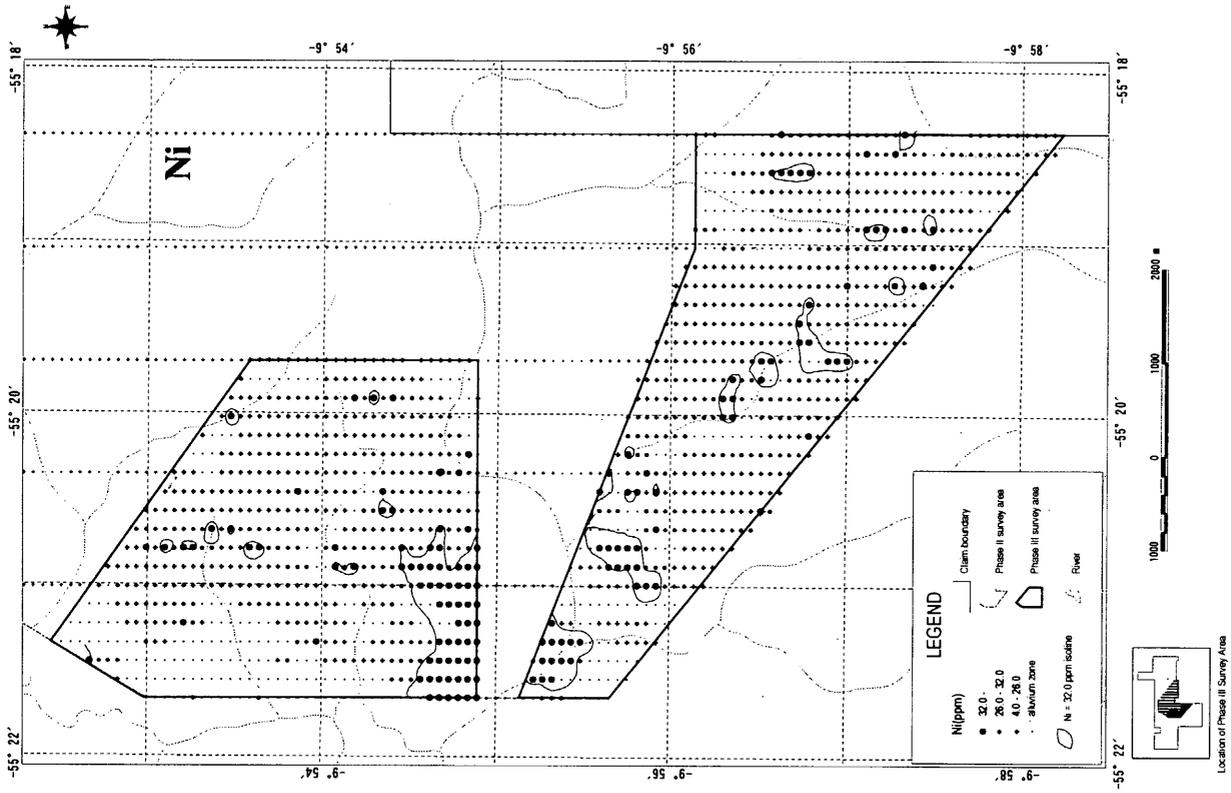 Ni
-55° 18′
-55° 20′
-55° 22′
-9° 54′
-9° 56′
-9° 58′
-55° 18′
-55° 20′
-55° 22′
-9° 54′
-9° 56′
-9° 58′
LEGEND
Ni(ppm)
32.0 -
26.0 - 32.0
4.0 - 26.0
alluvium zone
Ni = 32.0 ppm isoline
Claim boundary
Phase II survey area
Phase III survey area
River
1000 0 1000 2000 m
Location of Phase III Survey Area